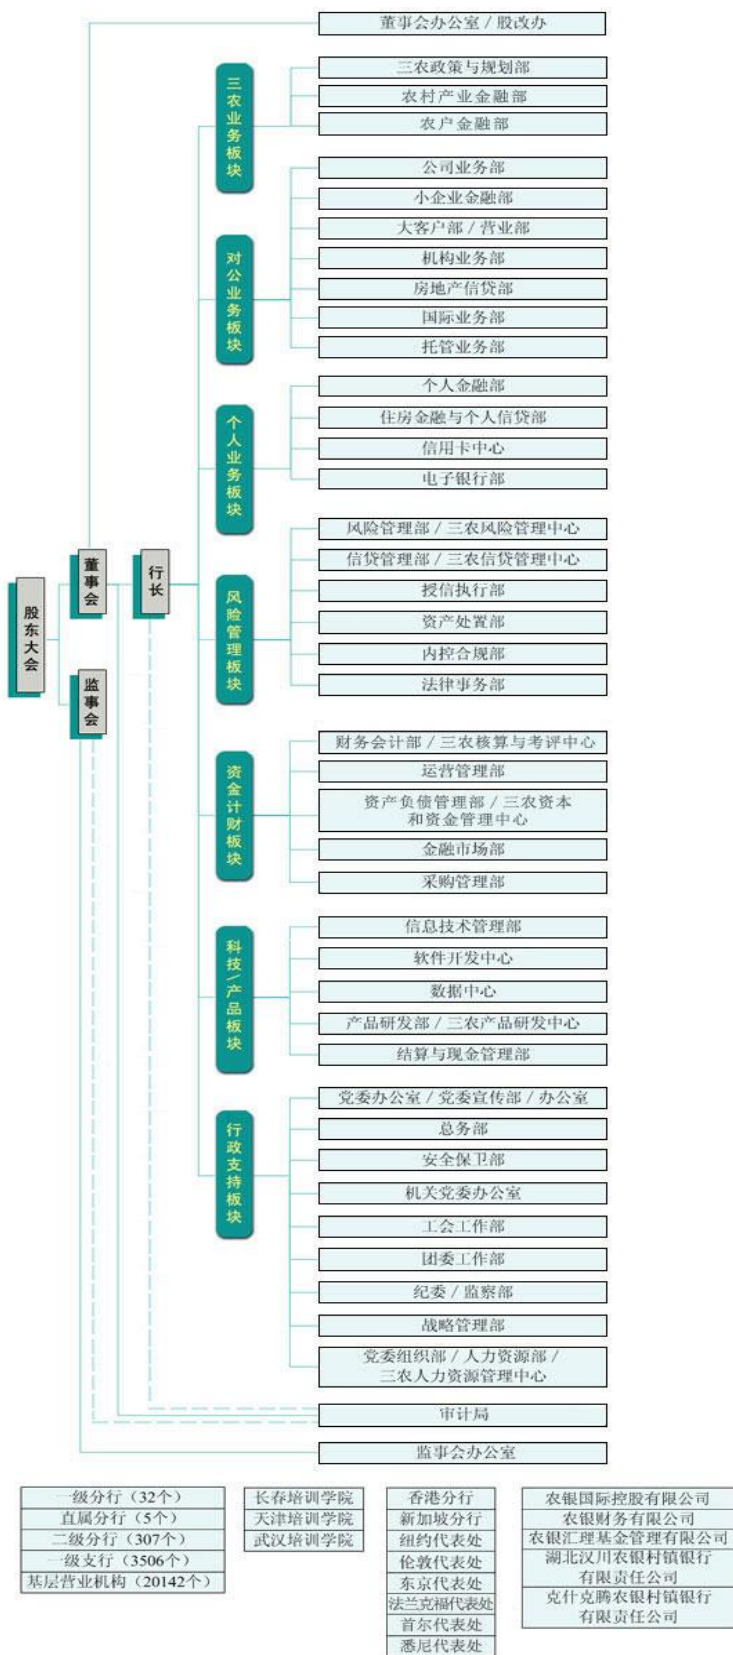 董事会办公室 / 股改办
三农业务板块
三农政策与规划部
农村产业金融部
农户金融部
对公业务板块
公司业务部
小企业金融部
大客户部 / 营业部
机构业务部
房地产信贷部
国际业务部
托管业务部
个人业务板块
个人金融部
住房金融与个人信贷部
信用卡中心
电子银行部
股东大会
董事会
监事会
行长
风险管理板块
风险管理部 / 三农风险管理中心
信贷管理部 / 三农信贷管理中心
授信执行部
资产处置部
内控合规部
法律事务部
资金计财板块
财务会计部 / 三农核算与考评中心
运营管理部
资产负债管理部 / 三农资本
和资金管理中心
金融市场部
采购管理部
科技\产品板块
信息技术管理部
软件开发中心
数据中心
产品研发部 / 三农产品研发中心
结算与现金管理部
行政支持板块
党委办公室 / 党委宣传部 / 办公室
总务部
安全保卫部
机关党委办公室
工会工作部
团委工作部
纪委 / 监察部
战略管理部
党委组织部 / 人力资源部 /
三农人力资源管理中心
审计局
监事会办公室
一级分行（32个）
直属分行（5个）
二级分行（307个）
一级支行（3506个）
基层营业机构（20142个）
长春培训学院
天津培训学院
武汉培训学院
香港分行
新加坡分行
纽约代表处
伦敦代表处
东京代表处
法兰克福代表处
首尔代表处
悉尼代表处
农银国际控股有限公司
农银财务有限公司
农银汇理基金管理有限公司
湖北汉川农银村镇银行
有限责任公司
克什克腾农银村镇银行
有限责任公司